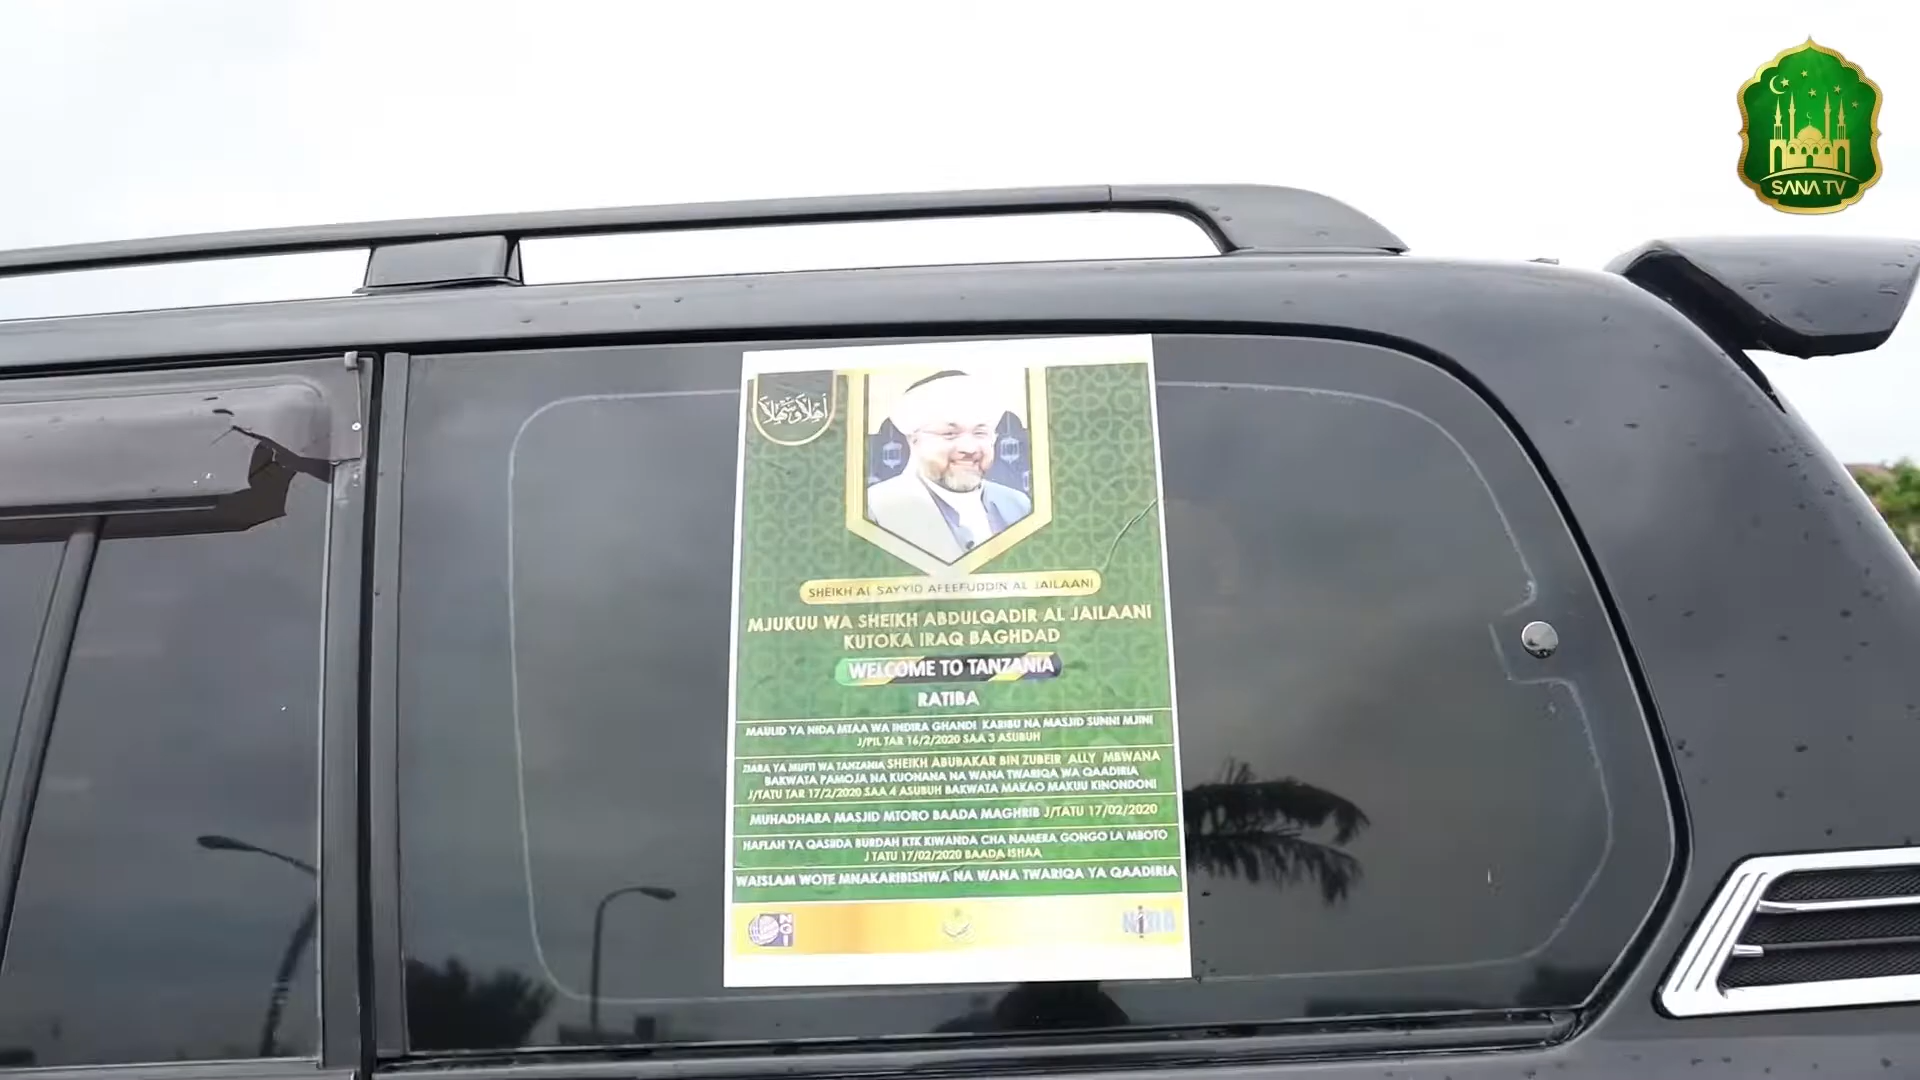 SANA TV
أهلا وسهلا
SHEIKH AL SAYYID AFEEFUDDIN AL JAILAANI
MJUKUU WA SHEIKH ABDULQADIR AL JAILAANI
KUTOKA IRAQ BAGHDAD
WELCOME TO TANZANIA
RATIBA
MAULID YA NIDA MTAA WA INDIRA GHANDI KARIBU NA MASJID SUNNI MJINI
J/PIL TAR 16/2/2020 SAA 3 ASUBUH
ZIARA YA MUFTI WA TANZANIA SHEIKH ABUBAKAR BIN ZUBEIR ALLY MBWANA
BAKWATA PAMOJA NA KUONANA NA WANA TWARIQA WA QAADIRIA
J/TATU TAR 17/2/2020 SAA 4 ASUBUH BAKWATA MAKAO MAKUU KINONDONI
MUHADHARA MASJID MTORO BAADA MAGHRIB J/TATU 17/02/2020
HAFLAH YA QASIIDA BURDAH KTK KIWANDA CHA NAMERA GONGO LA MBOTO
J TATU 17/02/2020 BAADA ISHAA
WAISLAM WOTE MNAKARIBISHWA NA WANA TWARIQA YA QAADIRIA
NGI
NIDA